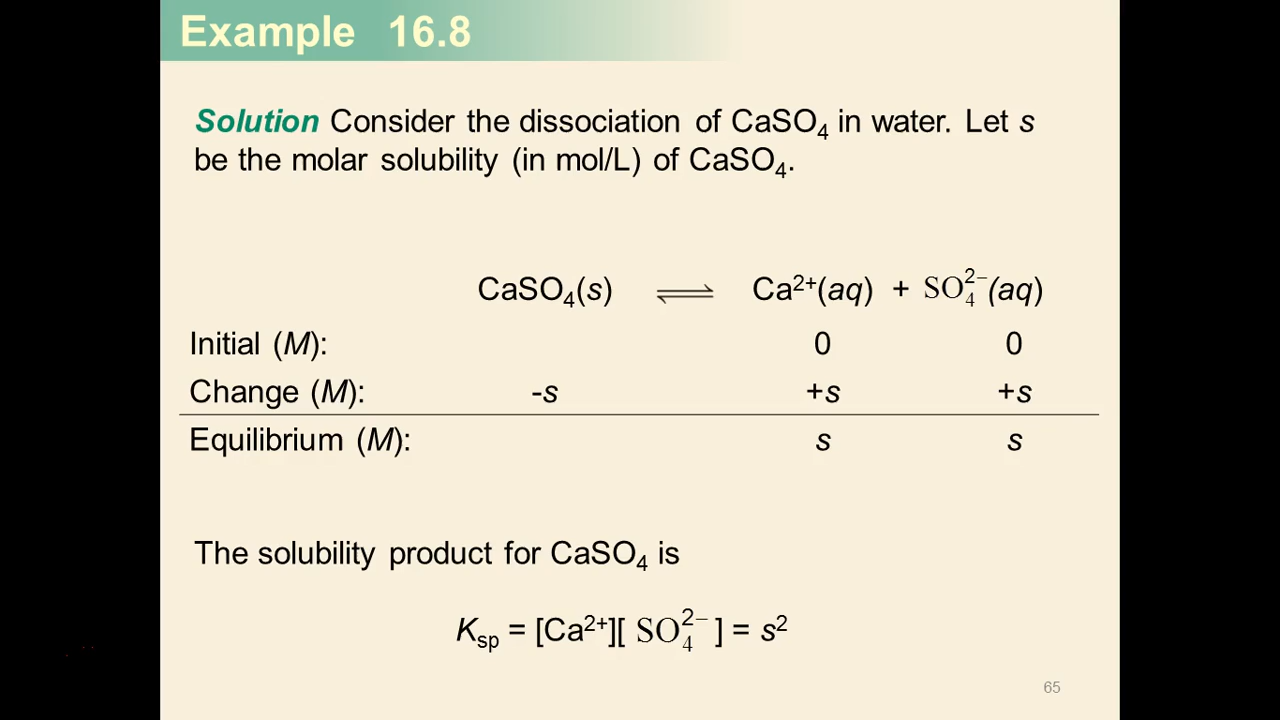 Example 16.8
Solution Consider the dissociation of CaSO₄ in water. Let s
be the molar solubility (in mol/L) of CaSO₄.
CaSO₄(s) ⇌ Ca²⁺(aq) + SO₄²⁻(aq)
Initial (M): 0 0
Change (M): -s +s +s
Equilibrium (M): s s
The solubility product for CaSO₄ is
Kₛₚ = [Ca²⁺][ SO₄²⁻ ] = s²
65